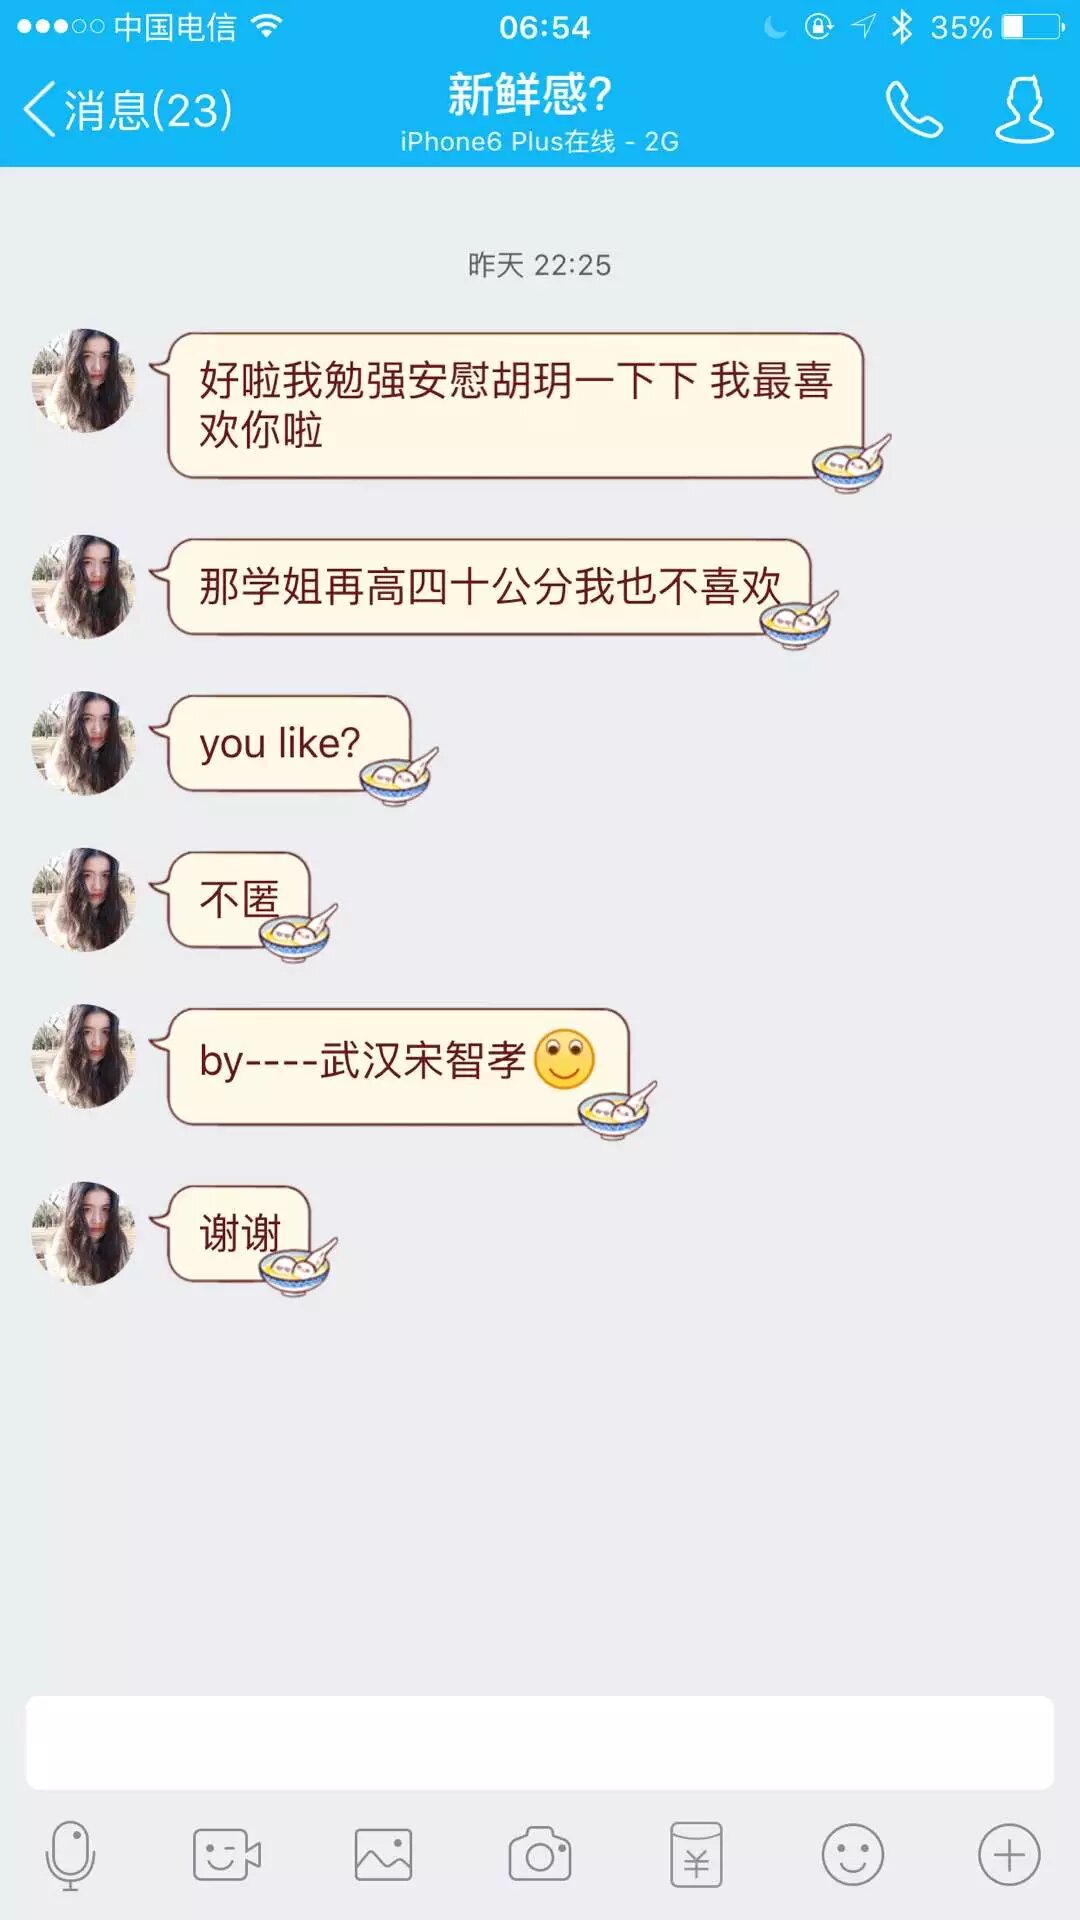 中国电信 06:54 35%
消息(23) 新鲜感?
iPhone6 Plus在线 - 2G
昨天 22:25
好啦我勉强安慰胡玥一下下 我最喜
欢你啦
那学姐再高四十公分我也不喜欢
you like?
不匿
by----武汉宋智孝
谢谢
¥